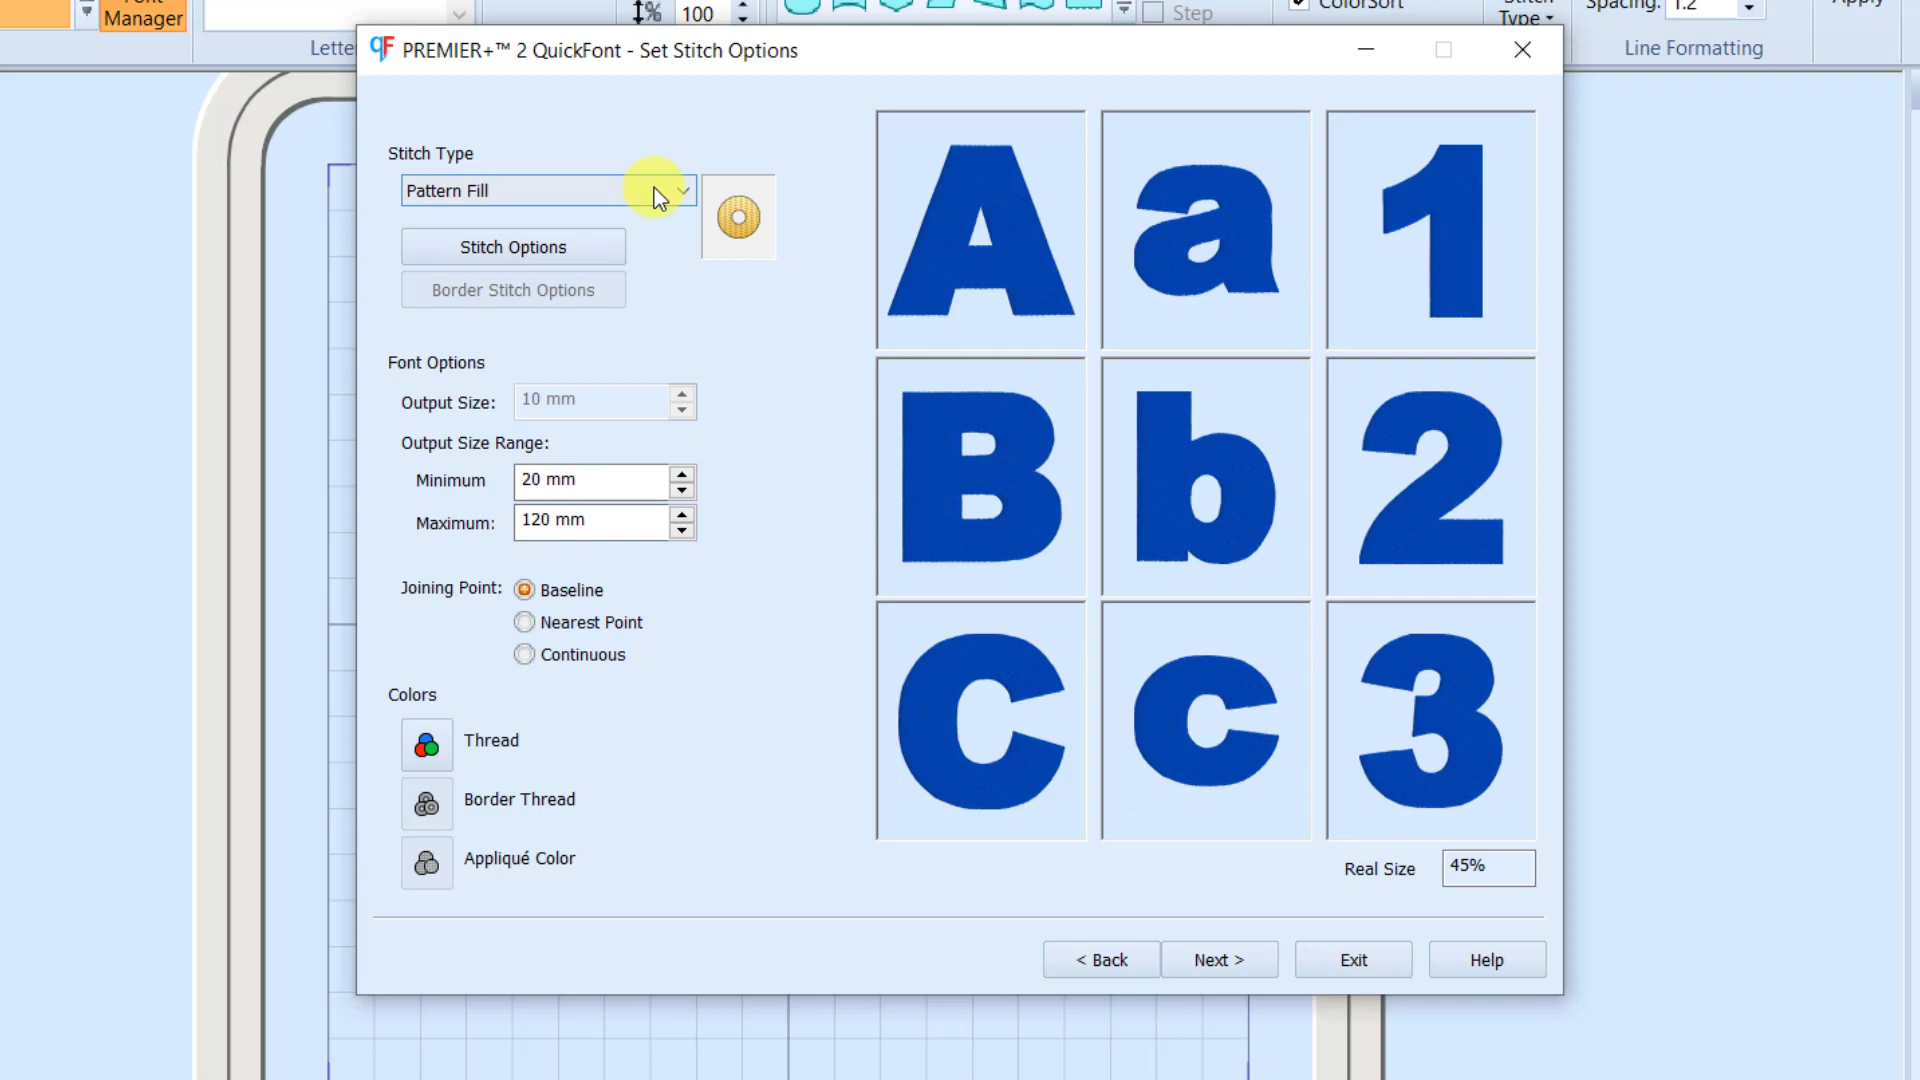 Manager
100
Step
ColorSort
Stitch
Type
Spacing: 1.2
Apply
Line Formatting
PREMIER+™ 2 QuickFont - Set Stitch Options
Stitch Type
Pattern Fill
Stitch Options
Border Stitch Options
Font Options
Output Size: 10 mm
Output Size Range:
Minimum 20 mm
Maximum: 120 mm
Joining Point: Baseline
Nearest Point
Continuous
Colors
Thread
Border Thread
Appliqué Color
A a 1
B b 2
C c 3
Real Size 45%
< Back Next > Exit Help